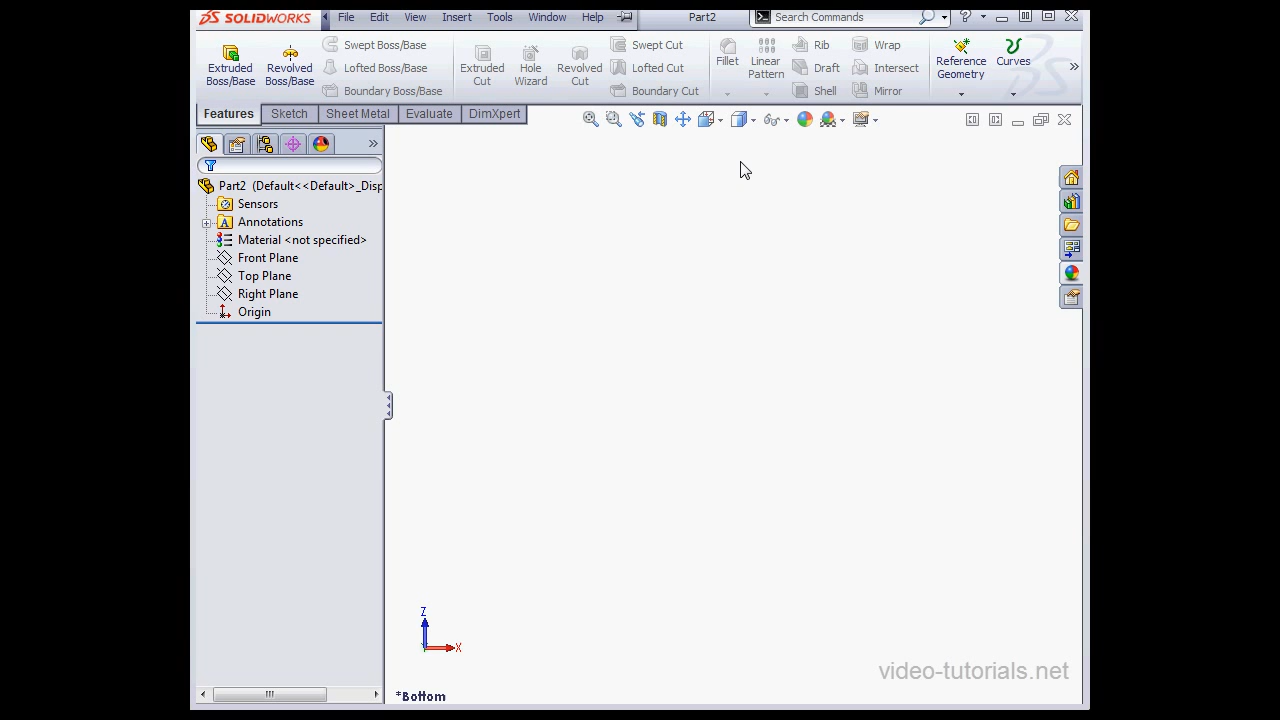 SOLIDWORKS File Edit View Insert Tools Window Help Part2 Search Commands ?
Extruded Boss/Base
Revolved Boss/Base
Swept Boss/Base
Lofted Boss/Base
Boundary Boss/Base
Extruded Cut
Hole Wizard
Revolved Cut
Swept Cut
Lofted Cut
Boundary Cut
Fillet
Linear Pattern
Rib
Draft
Shell
Wrap
Intersect
Mirror
Reference Geometry
Curves
Features Sketch Sheet Metal Evaluate DimXpert
Part2 (Default<<Default>_Disp
Sensors
Annotations
Material <not specified>
Front Plane
Top Plane
Right Plane
Origin
Z
X
*Bottom
video-tutorials.net